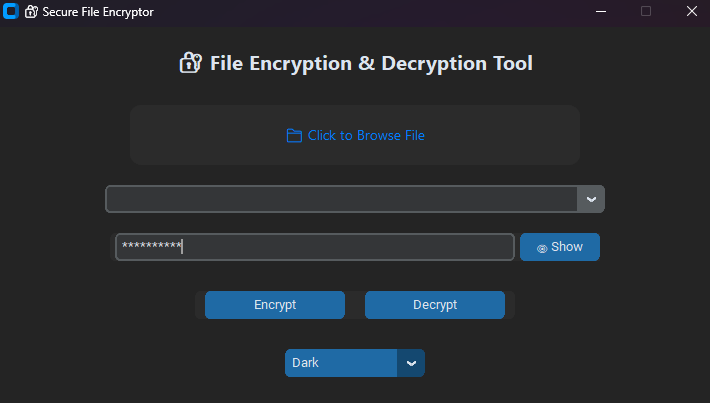 Secure File Encryptor
File Encryption & Decryption Tool
Click to Browse File
**********
Show
Encrypt Decrypt
Dark